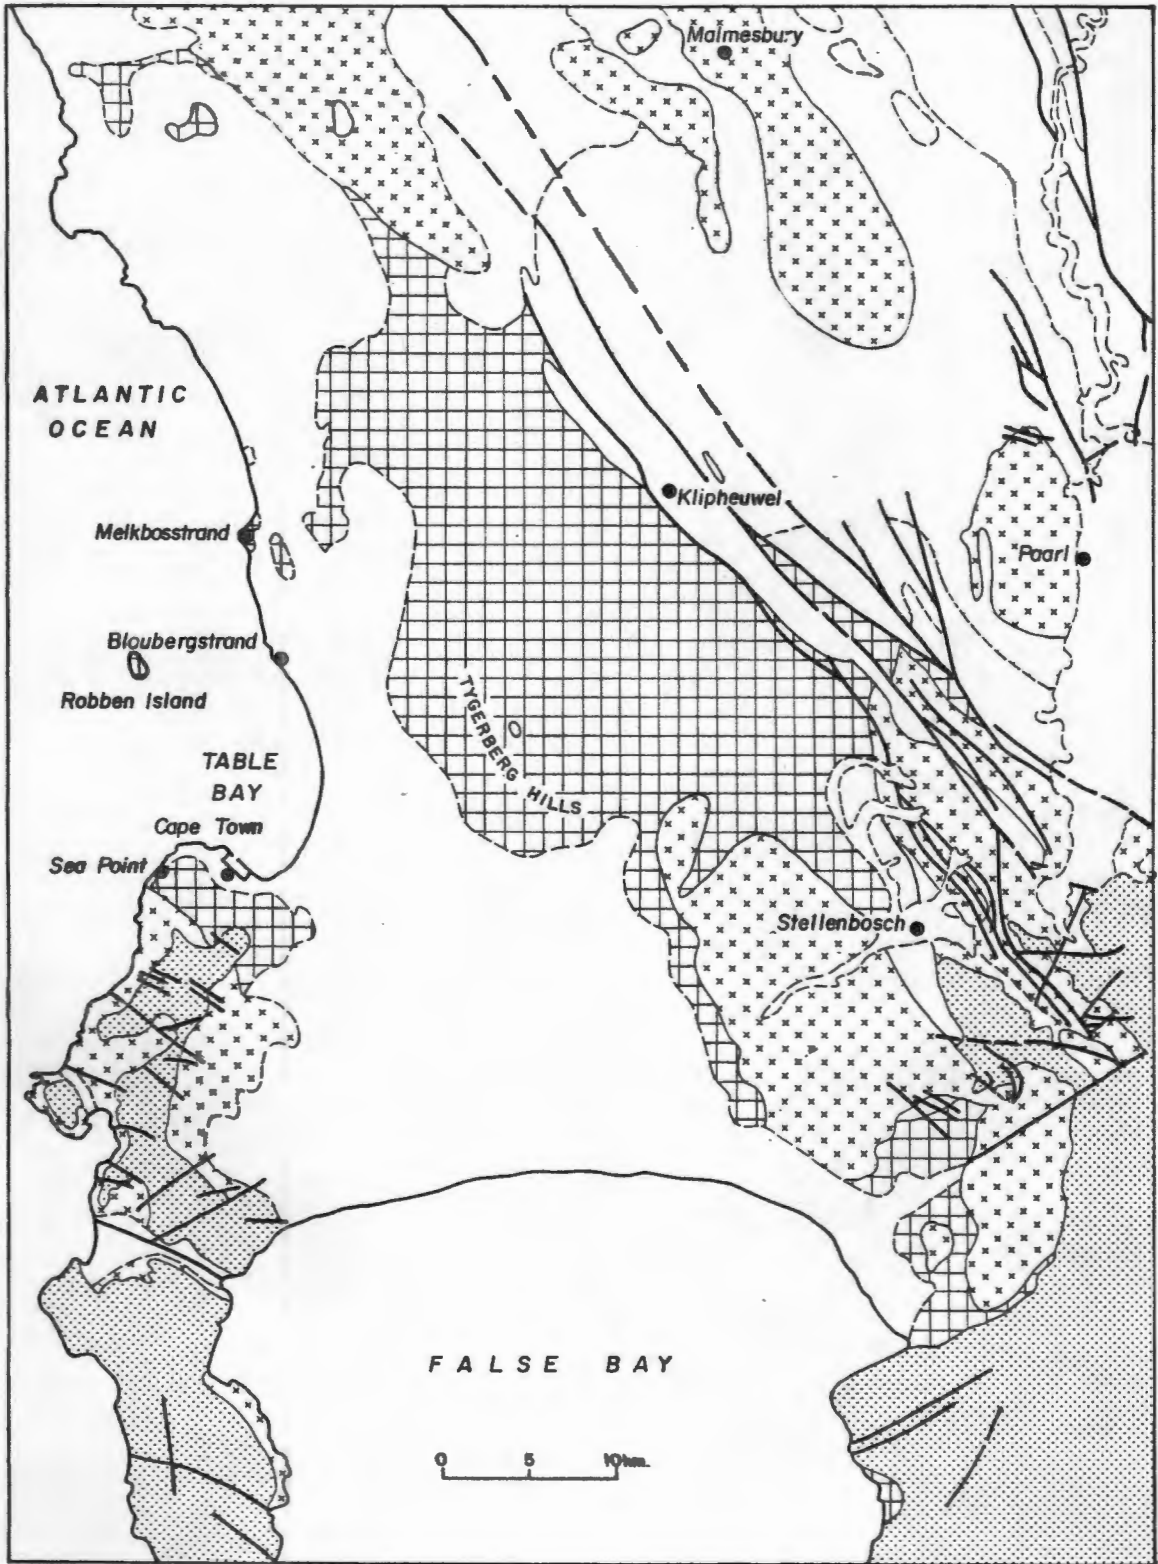 Malmesbury
ATLANTIC
OCEAN
Klipheuwel
Melkbosstrand
Paarl
Bloubergstrand
Robben Island
TYGERBERG HILLS
TABLE
BAY
Cape Town
Sea Point
Stellenbosch
FALSE BAY
0 5 10km.